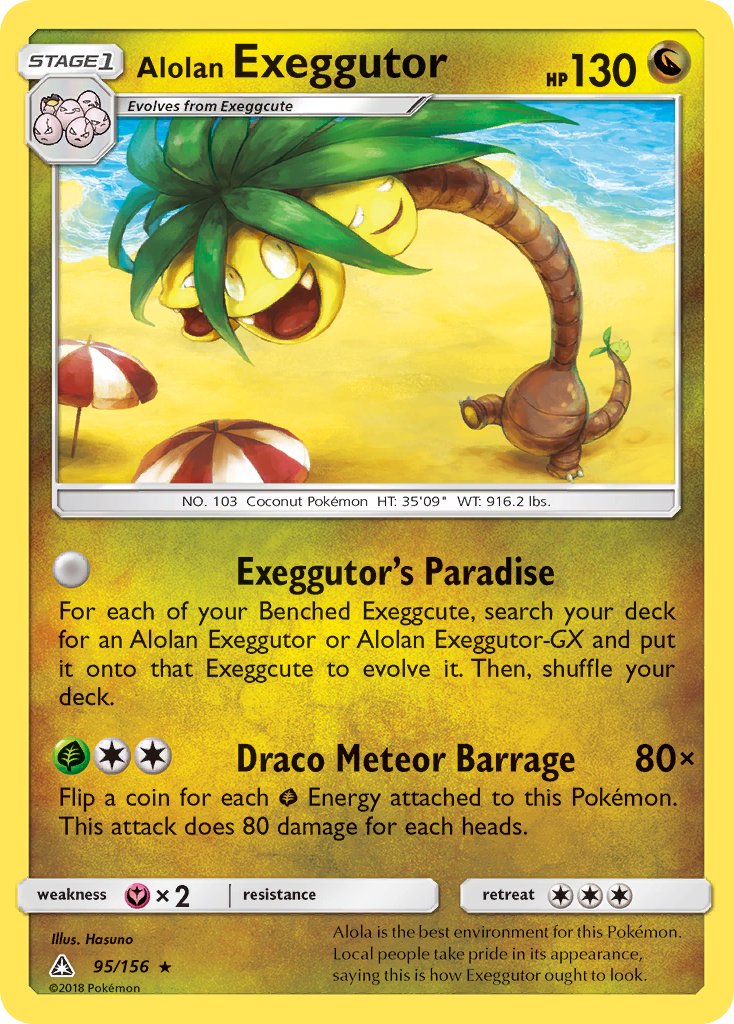 STAGE 1
Alolan Exeggutor
HP 130
Evolves from Exeggcute
NO. 103 Coconut Pokémon HT: 35'09" WT: 916.2 lbs.
Exeggutor's Paradise
For each of your Benched Exeggcute, search your deck
for an Alolan Exeggutor or Alolan Exeggutor-GX and put
it onto that Exeggcute to evolve it. Then, shuffle your
deck.
Draco Meteor Barrage 80×
Flip a coin for each Energy attached to this Pokémon.
This attack does 80 damage for each heads.
weakness × 2 resistance retreat
Illus. Hasuno
95/156 ★
©2018 Pokémon
Alola is the best environment for this Pokémon.
Local people take pride in its appearance,
saying this is how Exeggutor ought to look.